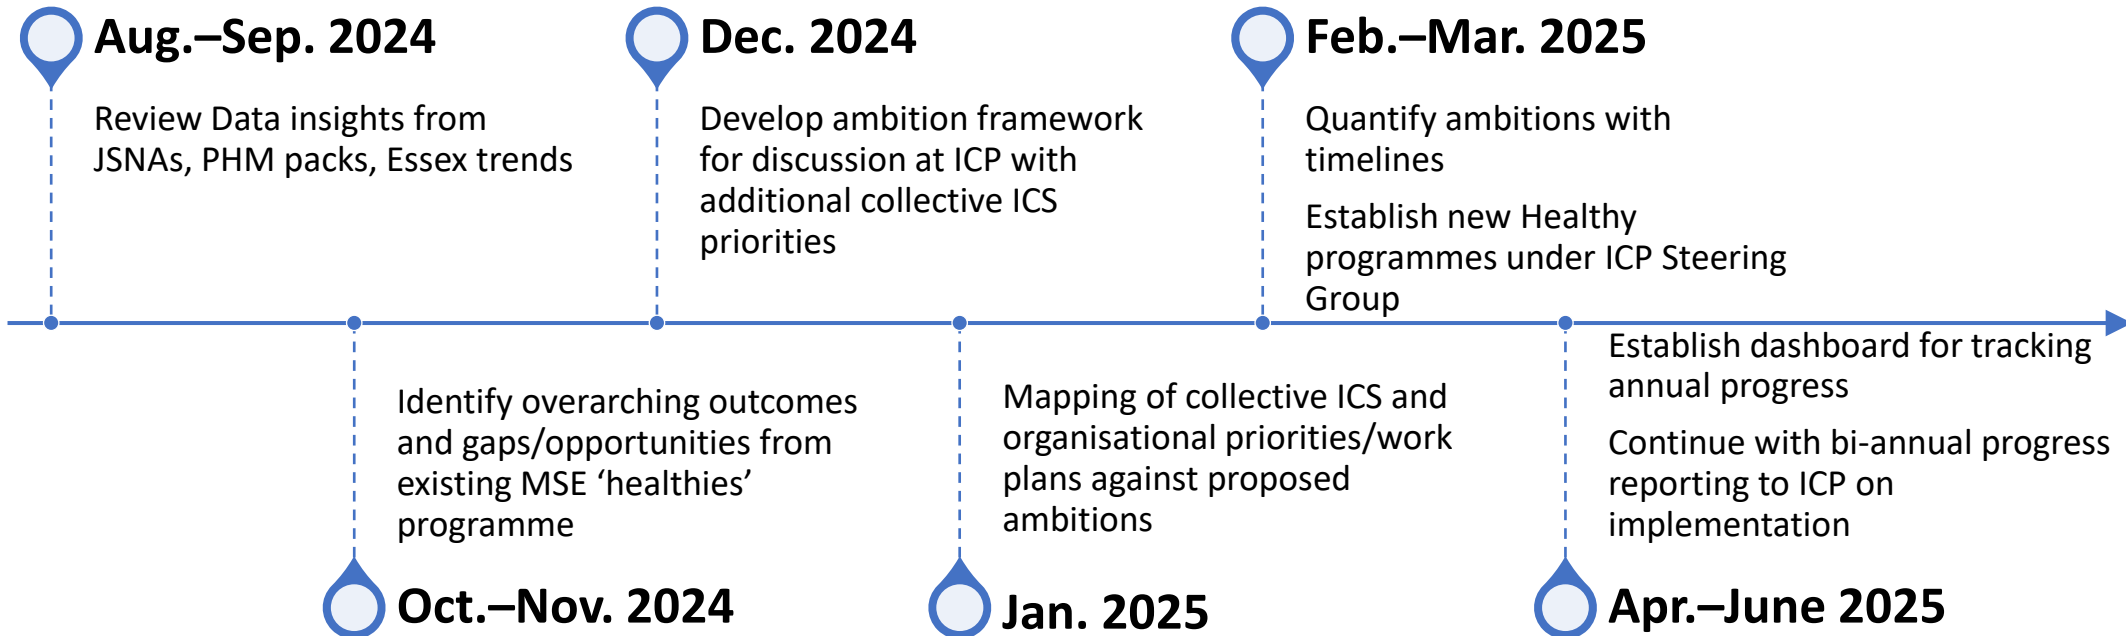 Aug.–Sep. 2024
Review Data insights from
JSNAs, PHM packs, Essex trends
Oct.–Nov. 2024
Identify overarching outcomes
and gaps/opportunities from
existing MSE ‘healthies’
programme
Dec. 2024
Develop ambition framework
for discussion at ICP with
additional collective ICS
priorities
Jan. 2025
Mapping of collective ICS and
organisational priorities/work
plans against proposed
ambitions
Feb.–Mar. 2025
Quantify ambitions with
timelines
Establish new Healthy
programmes under ICP Steering
Group
Apr.–June 2025
Establish dashboard for tracking
annual progress
Continue with bi-annual progress
reporting to ICP on
implementation